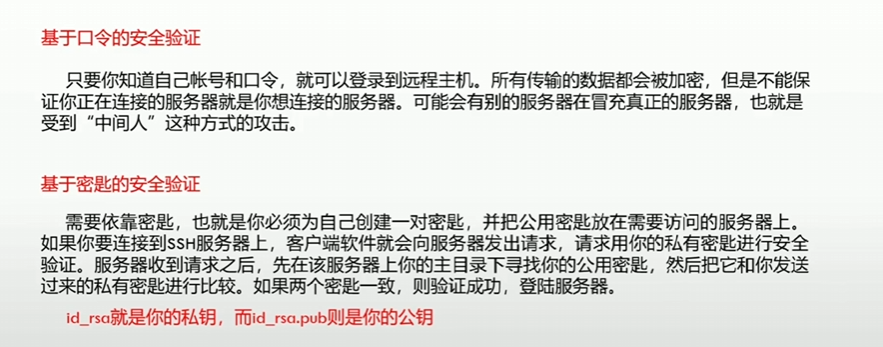 基于口令的安全验证
只要你知道自己帐号和口令，就可以登录到远程主机。所有传输的数据都会被加密，但是不能保
证你正在连接的服务器就是你想连接的服务器。可能会有别的服务器在冒充真正的服务器，也就是
受到“中间人”这种方式的攻击。
基于密匙的安全验证
需要依靠密匙，也就是你必须为自己创建一对密匙，并把公用密匙放在需要访问的服务器上。
如果你要连接到SSH服务器上，客户端软件就会向服务器发出请求，请求用你的私有密匙进行安全
验证。服务器收到请求之后，先在该服务器上你的主目录下寻找你的公用密匙，然后把它和你发送
过来的私有密匙进行比较。如果两个密匙一致，则验证成功，登陆服务器。
id_rsa就是你的私钥，而id_rsa.pub则是你的公钥